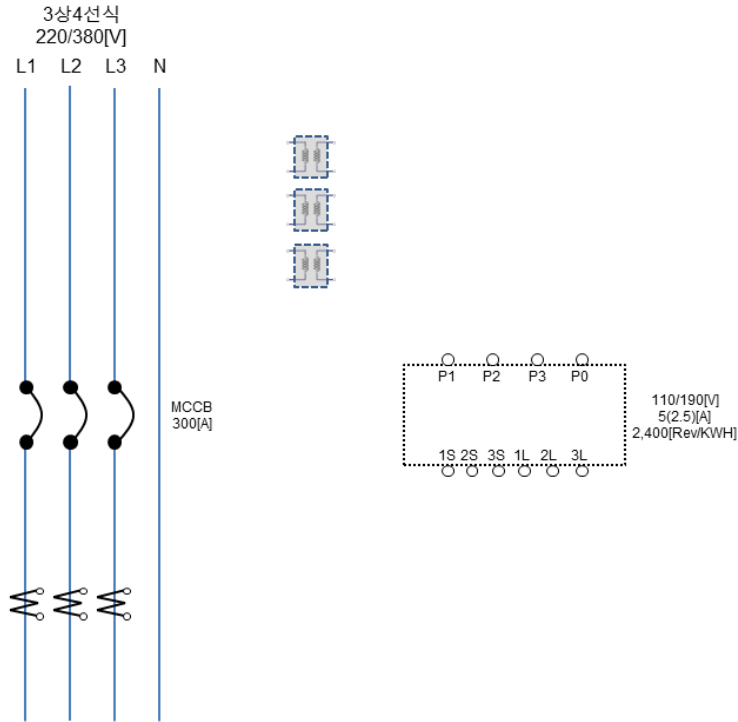 3상4선식
220/380[V]
L1 L2 L3 N
MCCB
300[A]
P1 P2 P3 P0
110/190[V]
5(2.5)[A]
2,400[Rev/KWH]
1S 2S 3S 1L 2L 3L